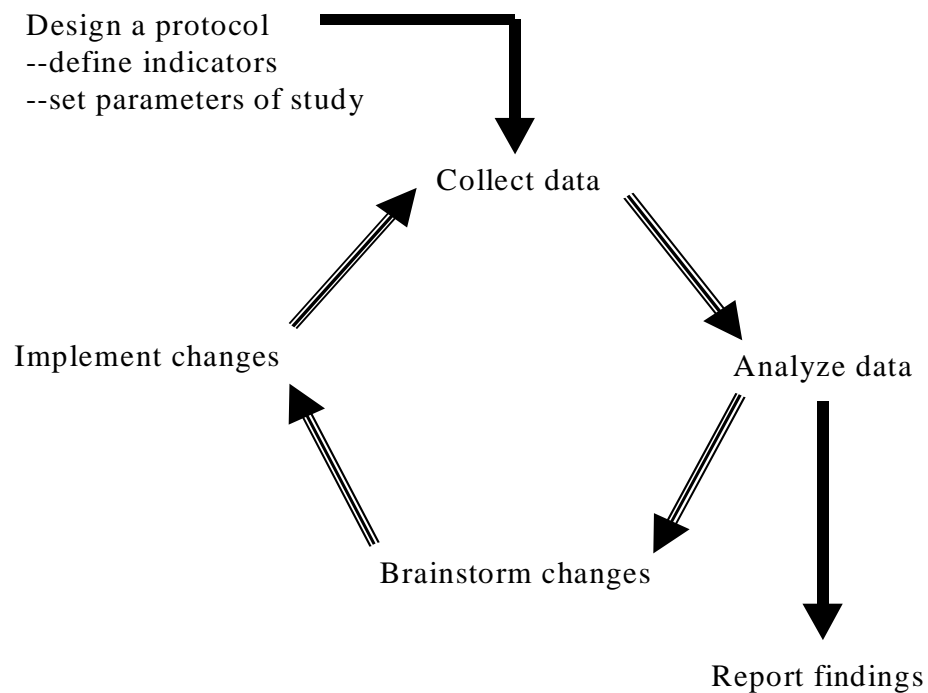 Design a protocol
--define indicators
--set parameters of study
Collect data
Implement changes
Analyze data
Brainstorm changes
Report findings